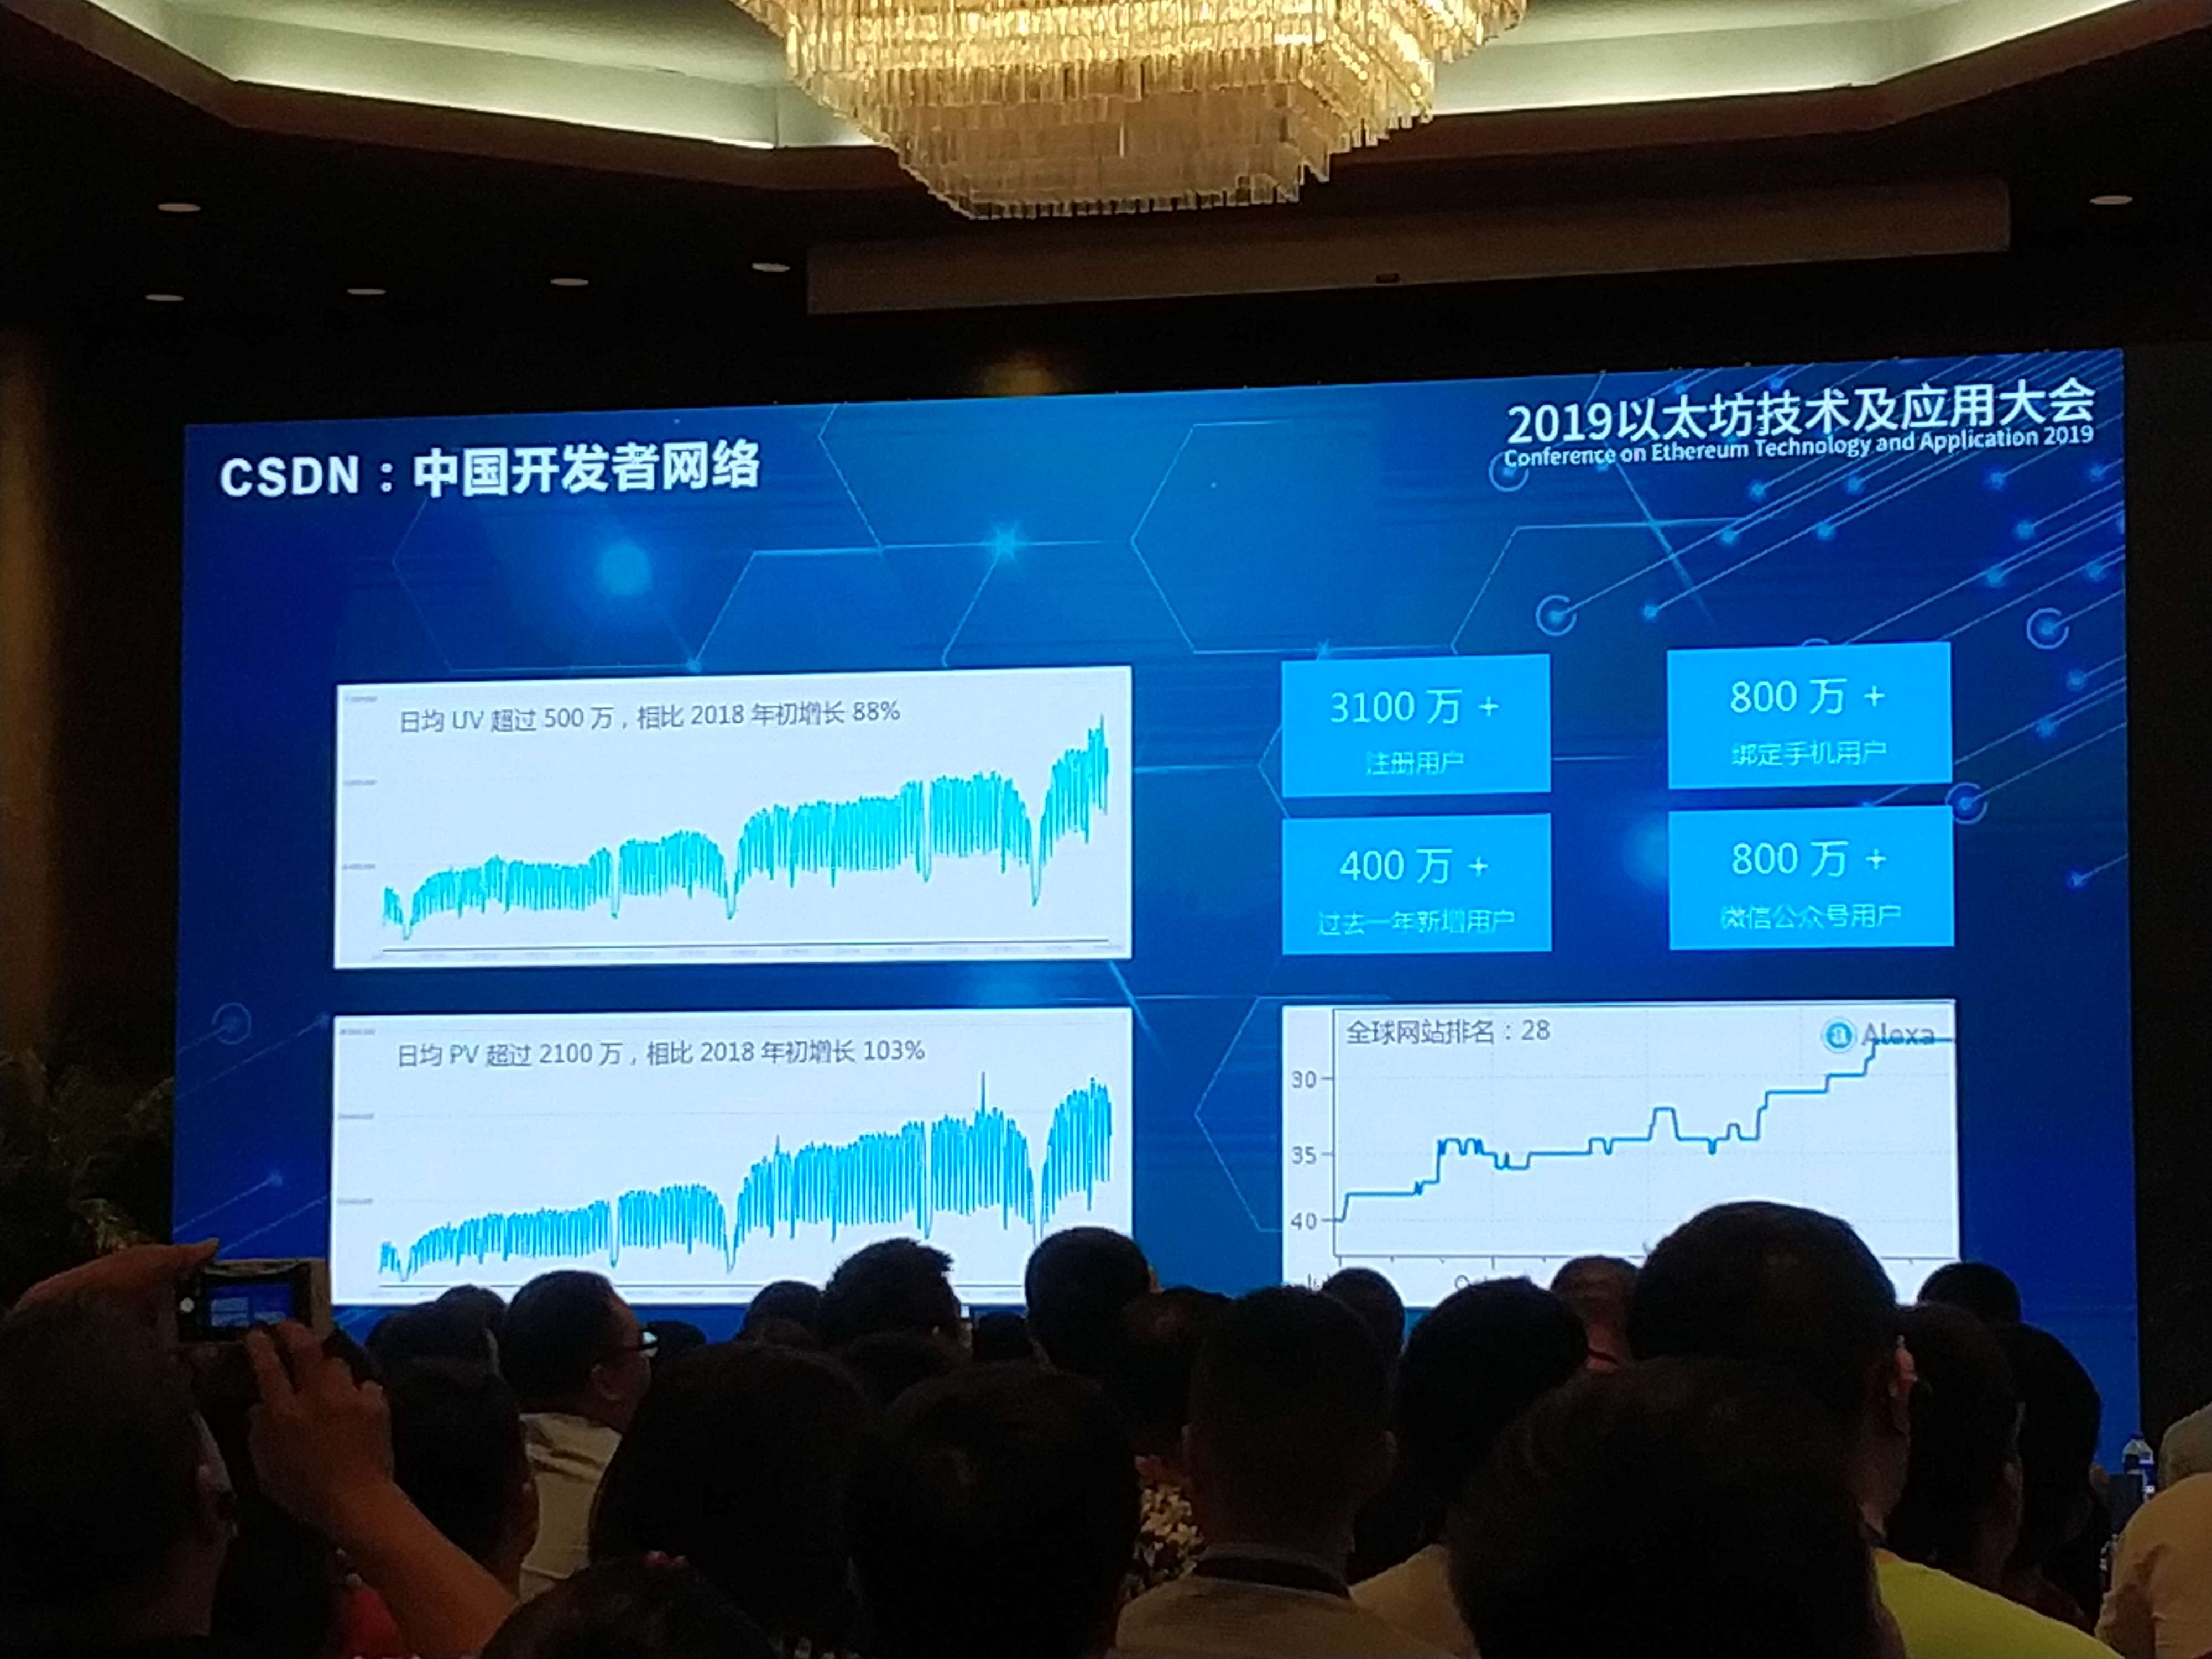 2019以太坊技术及应用大会
Conference on Ethereum Technology and Application 2019
CSDN：中国开发者网络
日均 UV 超过 500 万，相比 2018 年初增长 88%
3100 万 +
注册用户
800 万 +
绑定手机用户
400 万 +
过去一年新增用户
800 万 +
微信公众号用户
日均 PV 超过 2100 万，相比 2018 年初增长 103%
全球网站排名：28
a Alexa
30
35
40